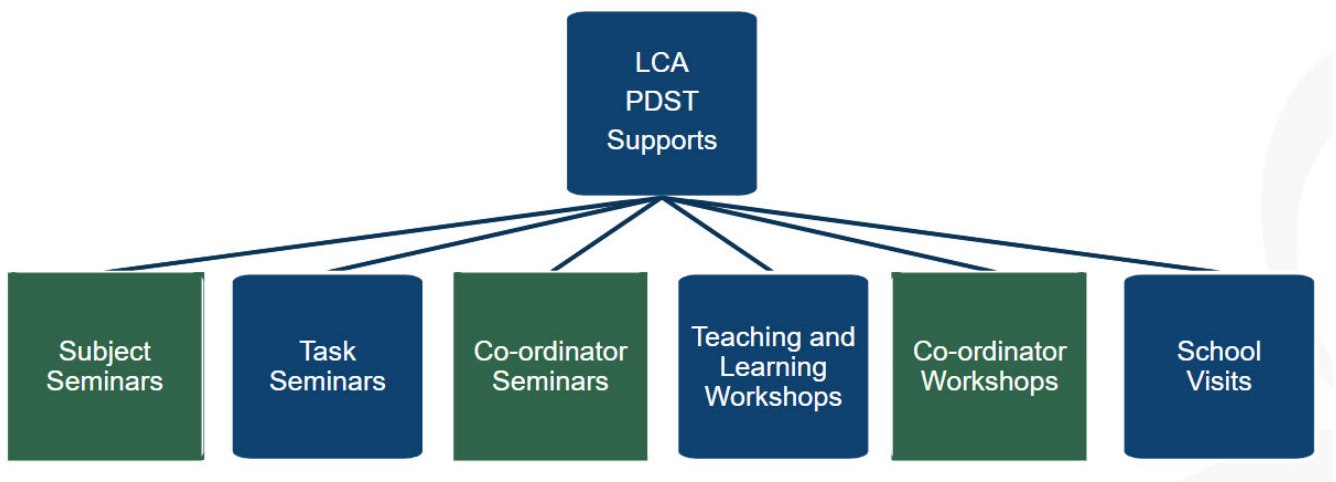 LCA
PDST
Supports
Subject
Seminars
Task
Seminars
Co-ordinator
Seminars
Teaching and
Learning
Workshops
Co-ordinator
Workshops
School
Visits